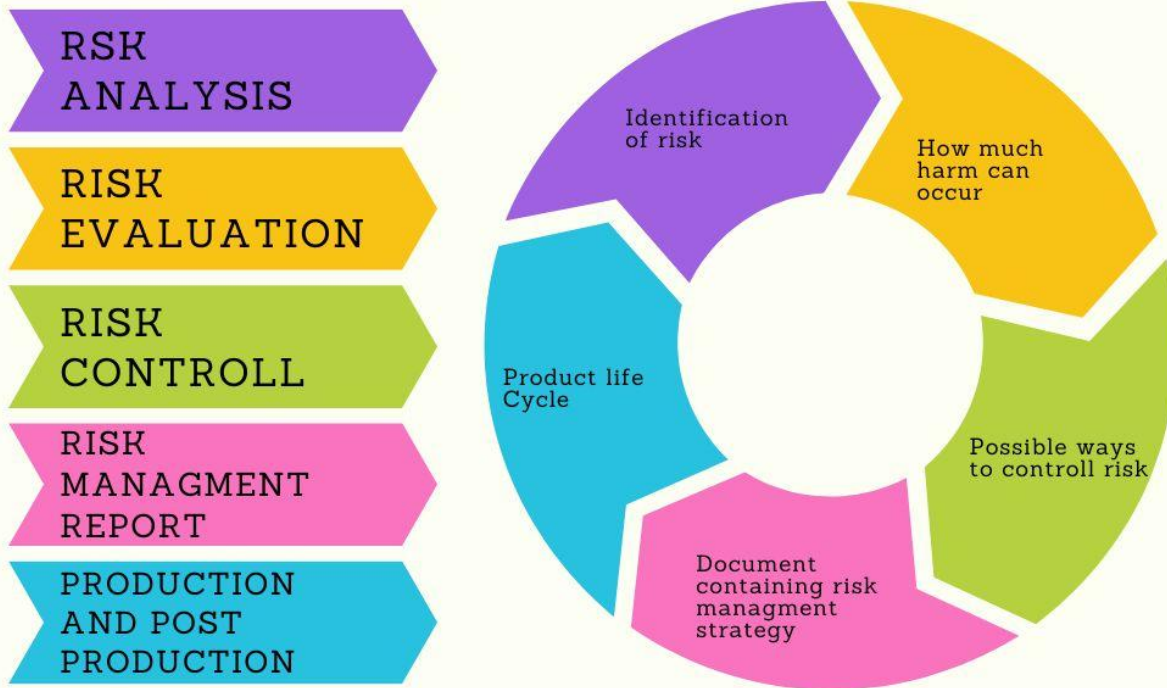 RSK
ANALYSIS
RISK
EVALUATION
RISK
CONTROLL
RISK
MANAGMENT
REPORT
PRODUCTION
AND POST
PRODUCTION
Identification
of risk
How much
harm can
occur
Possible ways
to controll risk
Document
containing risk
managment
strategy
Product life
Cycle